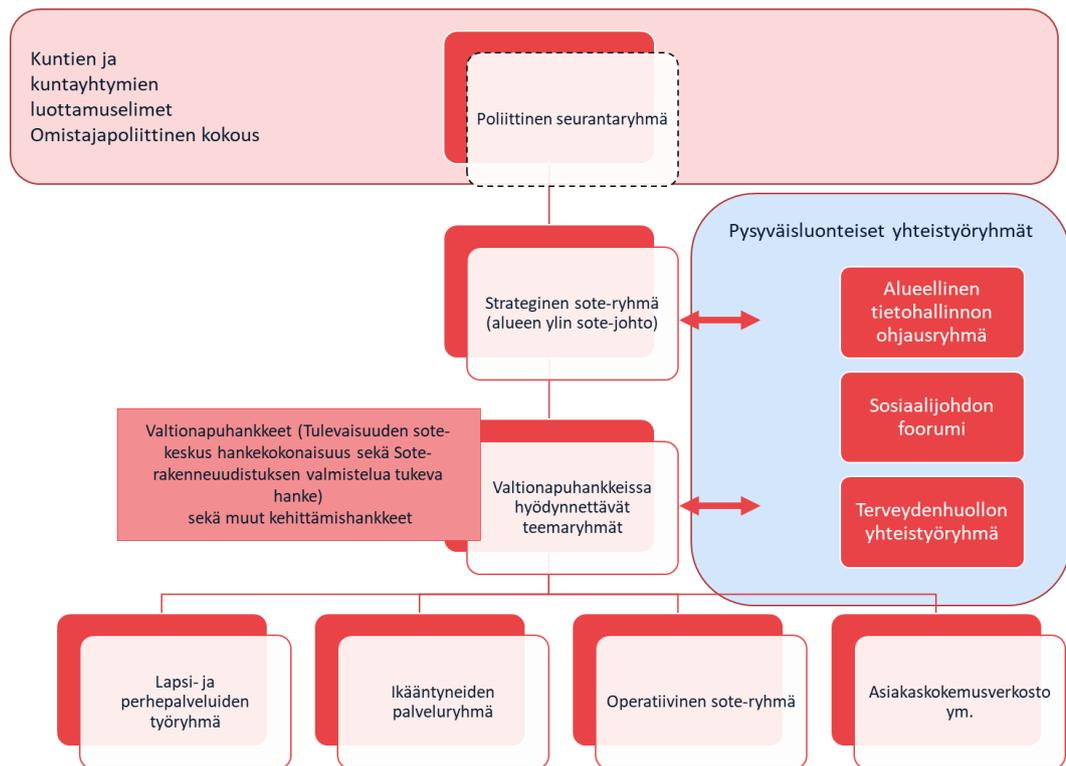 Kuntien ja
kuntayhtymien
luottamuselimet
Omistajapoliittinen kokous
Poliittinen seurantaryhmä
Pysyväisluonteiset yhteistyöryhmät
Alueellinen
tietohallinnon
ohjausryhmä
Strateginen sote-ryhmä
(alueen ylin sote-johto)
Sosiaalijohdon
foorumi
Valtionapuhankkeet (Tulevaisuuden sote-
keskus hankekokonaisuus sekä Sote-
rakenneuudistuksen valmistelua tukeva
hanke)
sekä muut kehittämishankkeet
Valtionapuhankkeissa
hyödynnettävät
teemaryhmät
Terveydenhuollon
yhteistyöryhmä
Lapsi- ja
perhepalveluiden
työryhmä
Ikääntyneiden
palveluryhmä
Operatiivinen sote-ryhmä
Asiakaskokemusverkosto
ym.